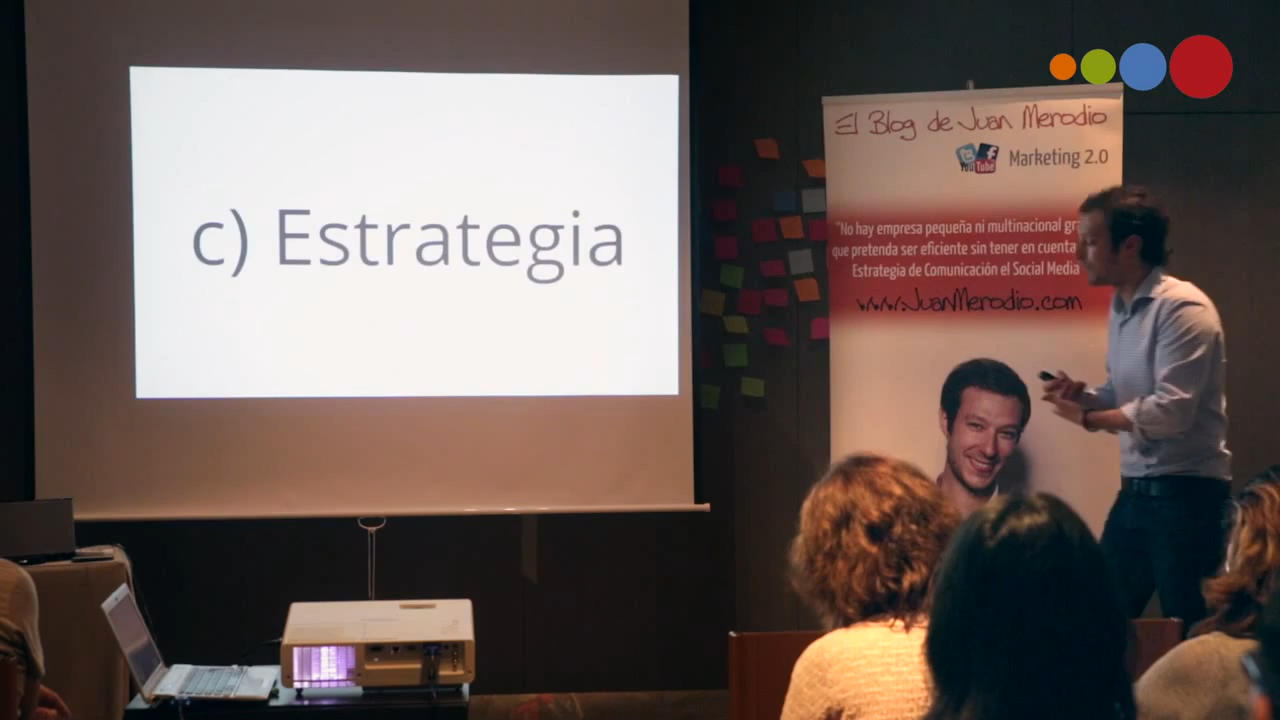 c) Estrategia
El Blog de Juan Merodio
You Tube
Marketing 2.0
"No hay empresa pequeña ni multinacional
que pretenda ser eficiente sin tener en cuenta
Estrategia de Comunicación el Social Media
www.JuanMerodio.com